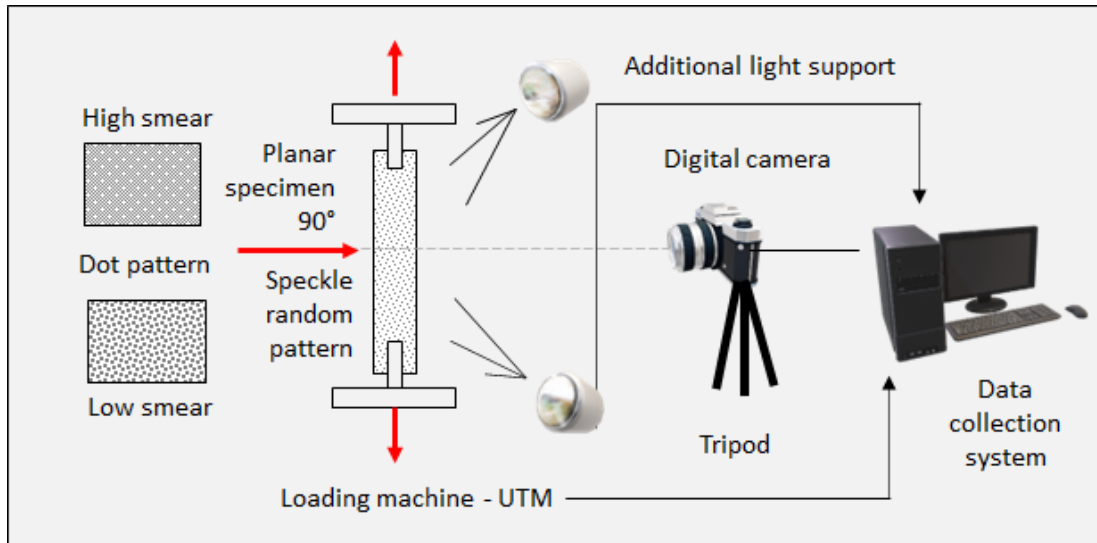 High smear
Dot pattern
Low smear
Planar
specimen
90°
Speckle
random
pattern
Additional light support
Digital camera
Tripod
Data
collection
system
Loading machine - UTM